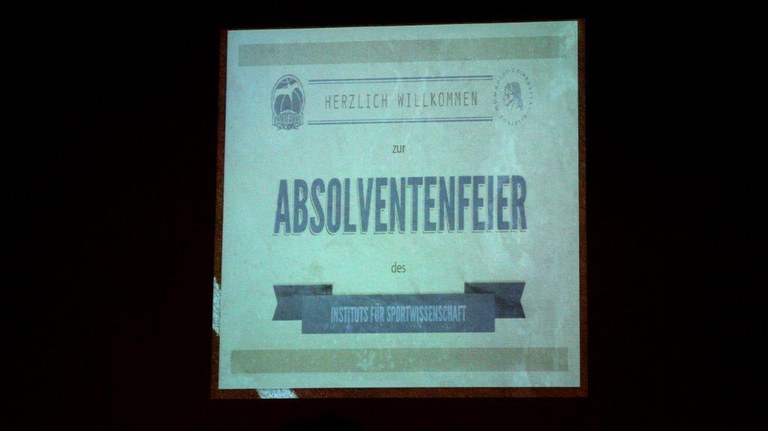 HERZLICH WILLKOMMEN
zur
ABSOLVENTENFEIER
des
INSTITUTS FÜR SPORTWISSENSCHAFT